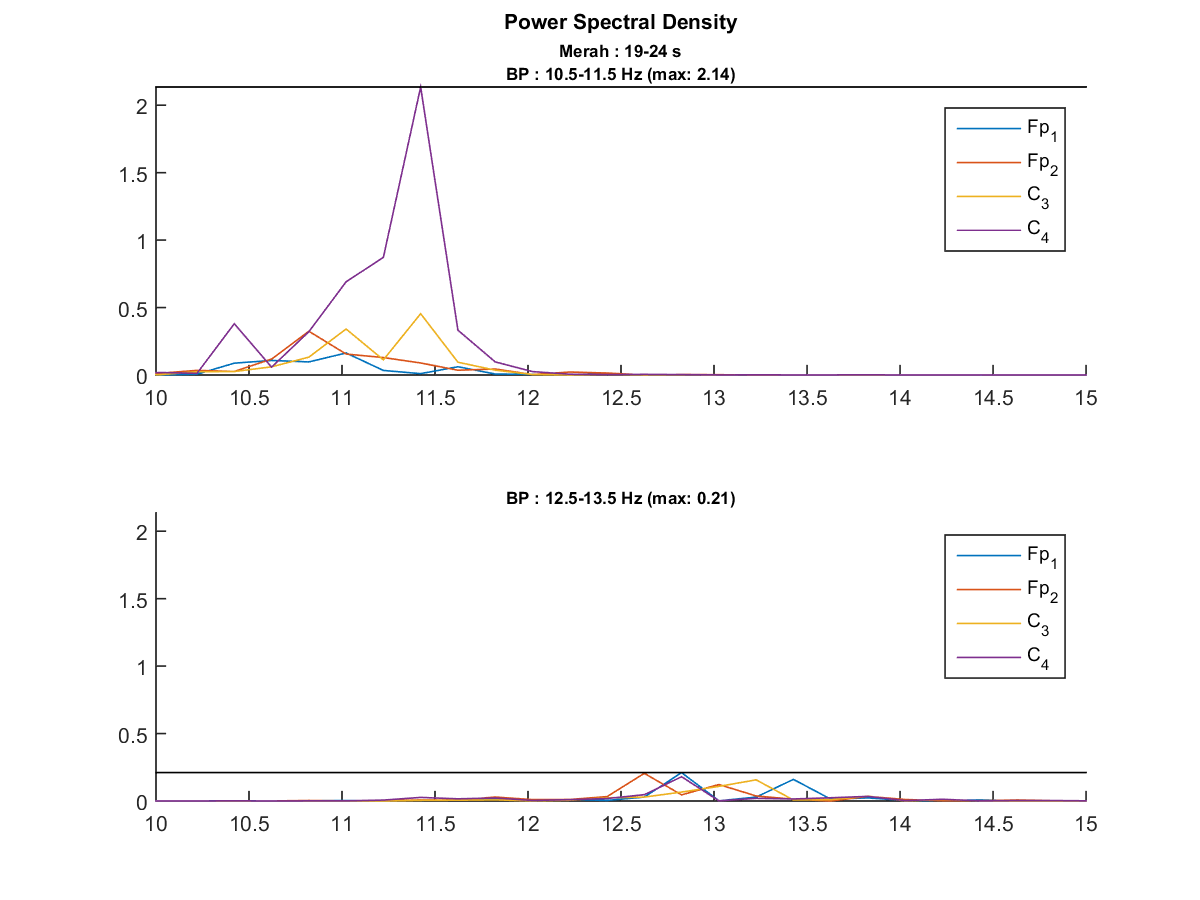 Power Spectral Density
Merah : 19-24 s
BP : 10.5-11.5 Hz (max: 2.14)
2
1.5
1
0.5
0
10 10.5 11 11.5 12 12.5 13 13.5 14 14.5 15
Fp1
Fp2
C3
C4
BP : 12.5-13.5 Hz (max: 0.21)
2
1.5
1
0.5
0
10 10.5 11 11.5 12 12.5 13 13.5 14 14.5 15
Fp1
Fp2
C3
C4